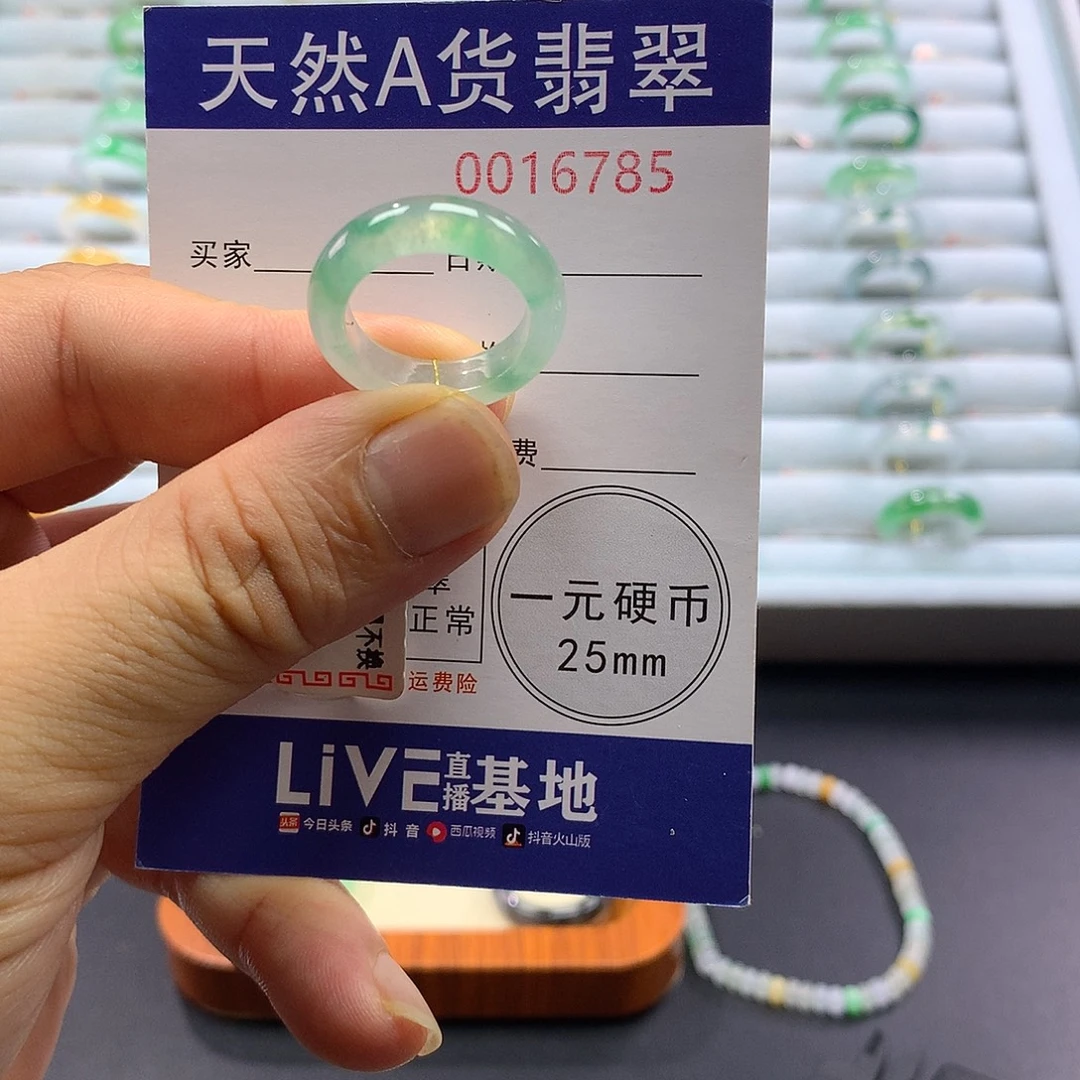 天然A货翡翠
0016785
买家
费
正常
不换
运费险
一元硬币
25mm
LiVE直播基地
今日头条 抖音 西瓜视频 抖音火山版